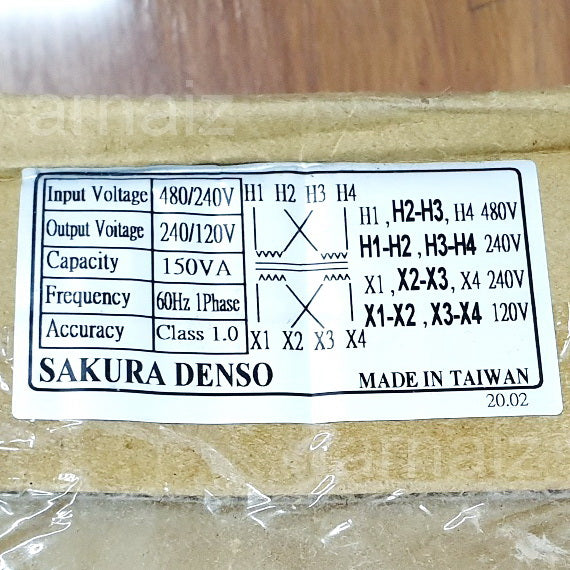 arnaiz
Input Voltage 480/240V
Output Voitage 240/120V
Capacity 150VA
Frequency 60Hz 1Phase
Accuracy Class 1.0
H1 H2 H3 H4
X1 X2 X3 X4
H1 , H2-H3, H4 480V
H1-H2 , H3-H4 240V
X1 , X2-X3, X4 240V
X1-X2 , X3-X4 120V
SAKURA DENSO
MADE IN TAIWAN
20.02
arnaiz